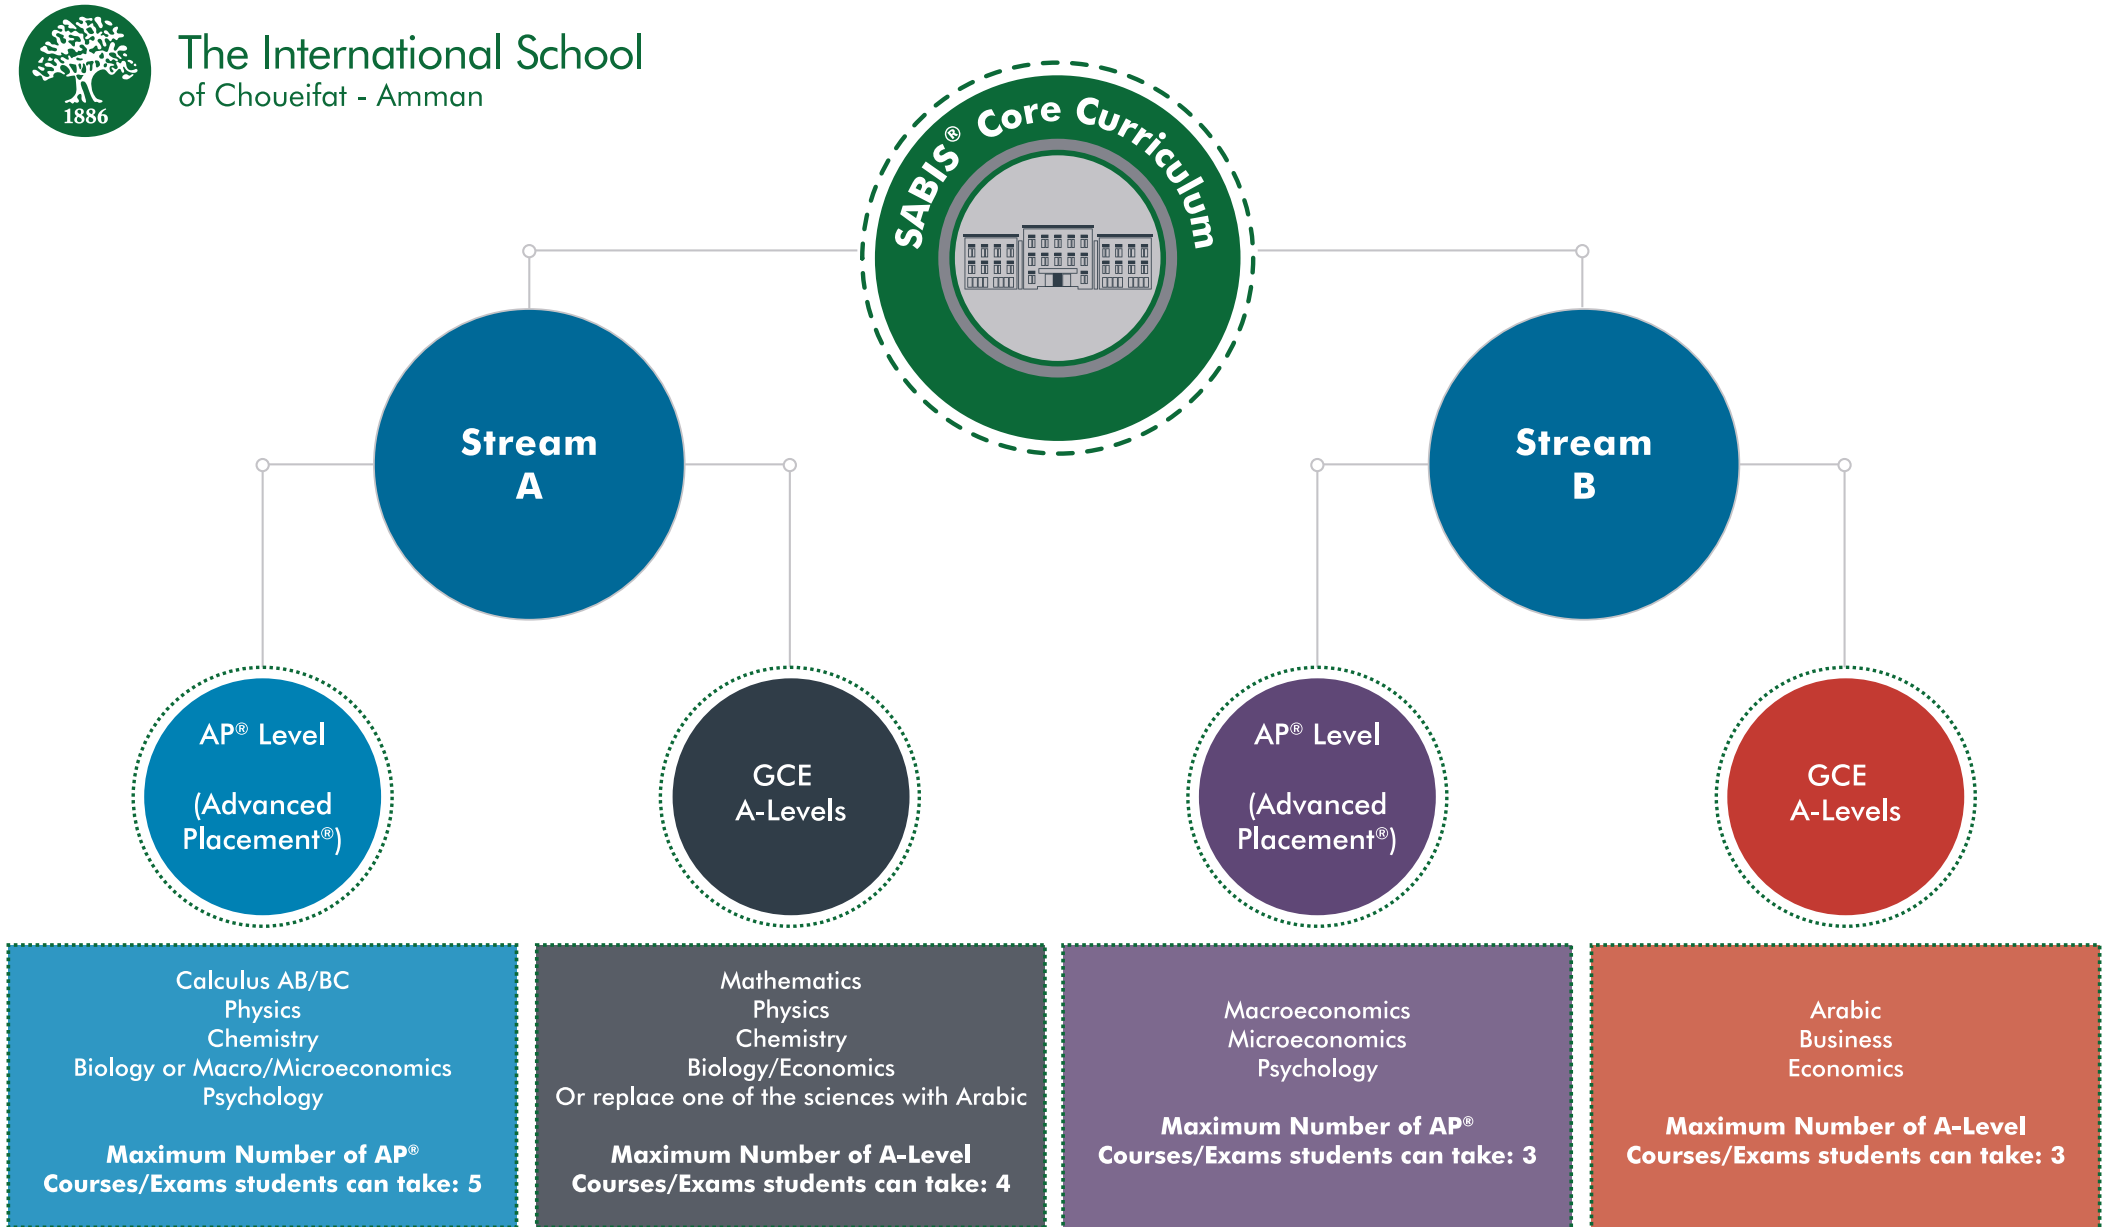 The International School
of Choueifat - Amman
1886
SABIS® Core Curriculum
Stream
A
Stream
B
AP® Level
(Advanced
Placement®)
GCE
A-Levels
AP® Level
(Advanced
Placement®)
GCE
A-Levels
Calculus AB/BC
Physics
Chemistry
Biology or Macro/Microeconomics
Psychology
Maximum Number of AP®
Courses/Exams students can take: 5
Mathematics
Physics
Chemistry
Biology/Economics
Or replace one of the sciences with Arabic
Maximum Number of A-Level
Courses/Exams students can take: 4
Macroeconomics
Microeconomics
Psychology
Maximum Number of AP®
Courses/Exams students can take: 3
Arabic
Business
Economics
Maximum Number of A-Level
Courses/Exams students can take: 3